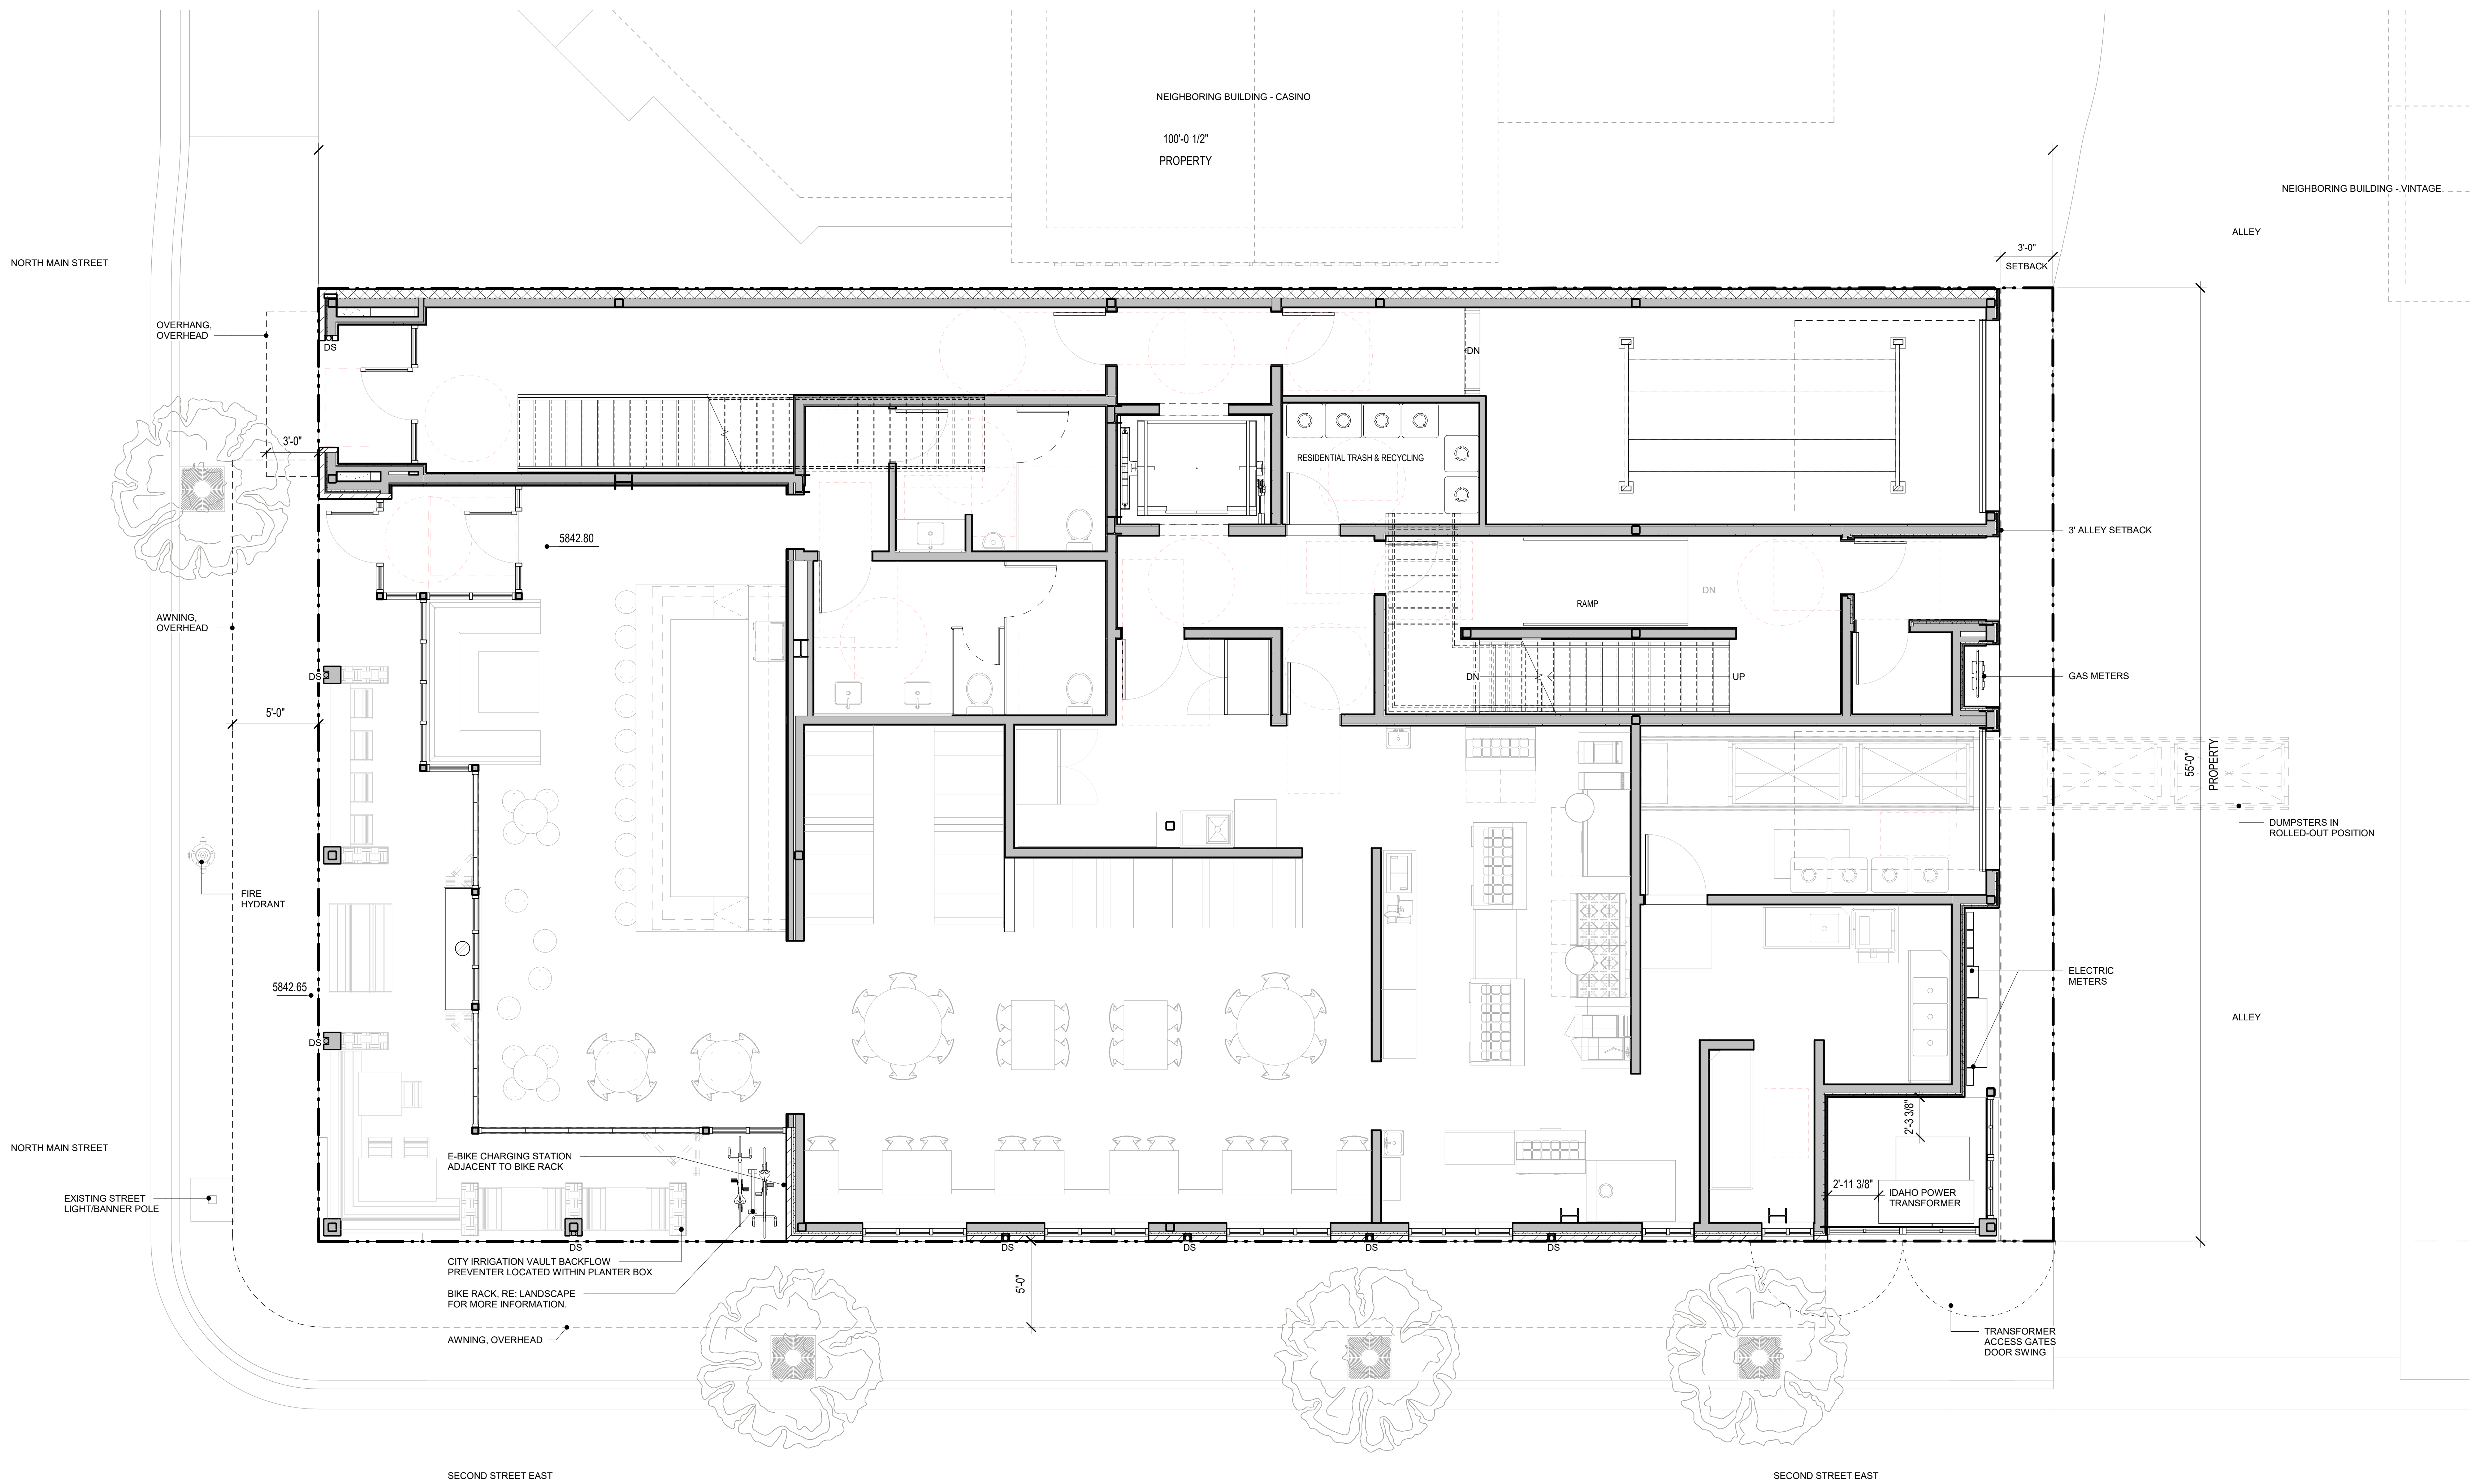 NEIGHBORING BUILDING - CASINO
100'-0 1/2"
PROPERTY
NEIGHBORING BUILDING - VINTAGE
ALLEY
3'-0"
SETBACK
NORTH MAIN STREET
OVERHANG,
OVERHEAD
DS
DN
3'-0"
RESIDENTIAL TRASH & RECYCLING
5842.80
3' ALLEY SETBACK
DN
RAMP
AWNING,
OVERHEAD
DS
DN
UP
GAS METERS
5'-0"
55'-0"
PROPERTY
DUMPSTERS IN
ROLLED-OUT POSITION
FIRE
HYDRANT
5842.65
ELECTRIC
METERS
ALLEY
DS
2'-3 3/8"
NORTH MAIN STREET
E-BIKE CHARGING STATION
ADJACENT TO BIKE RACK
2'-11 3/8"
IDAHO POWER
TRANSFORMER
EXISTING STREET
LIGHT/BANNER POLE
DS
DS
DS
DS
DS
CITY IRRIGATION VAULT BACKFLOW
PREVENTER LOCATED WITHIN PLANTER BOX
5'-0"
BIKE RACK, RE: LANDSCAPE
FOR MORE INFORMATION.
AWNING, OVERHEAD
TRANSFORMER
ACCESS GATES
DOOR SWING
SECOND STREET EAST
SECOND STREET EAST